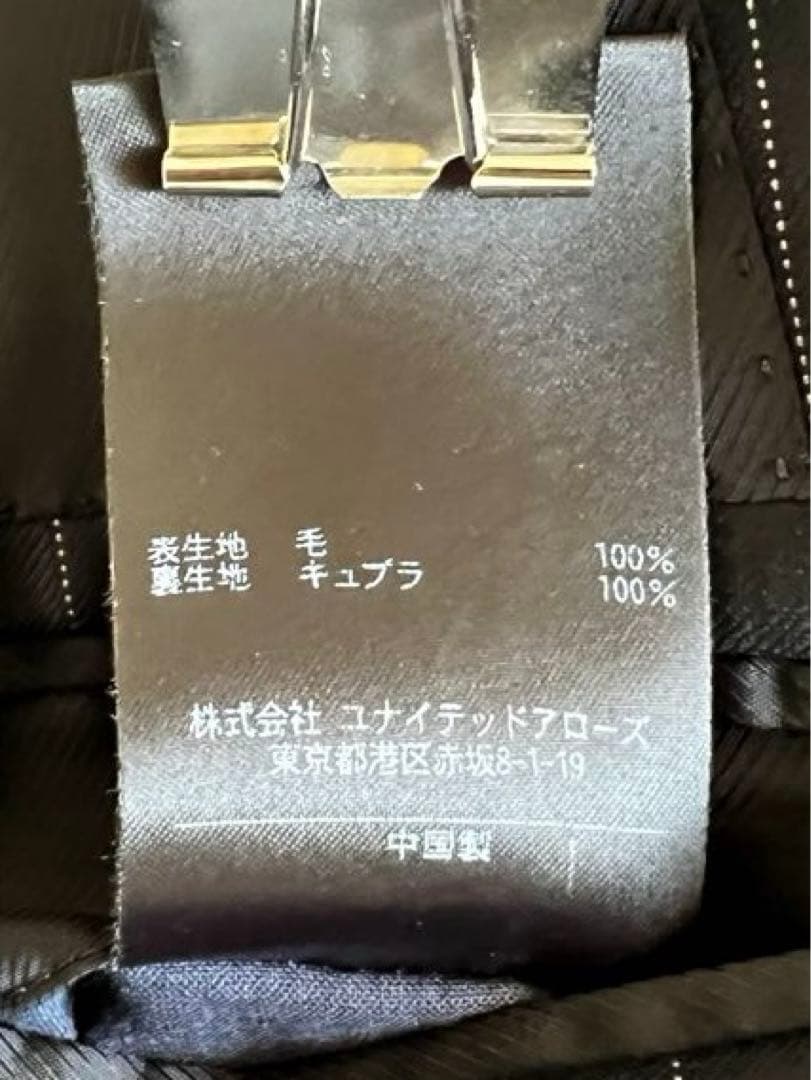 表生地 毛 100%
裏生地 キュプラ 100%
株式会社 ユナイテッドアローズ
東京都港区赤坂8-1-19
中国製